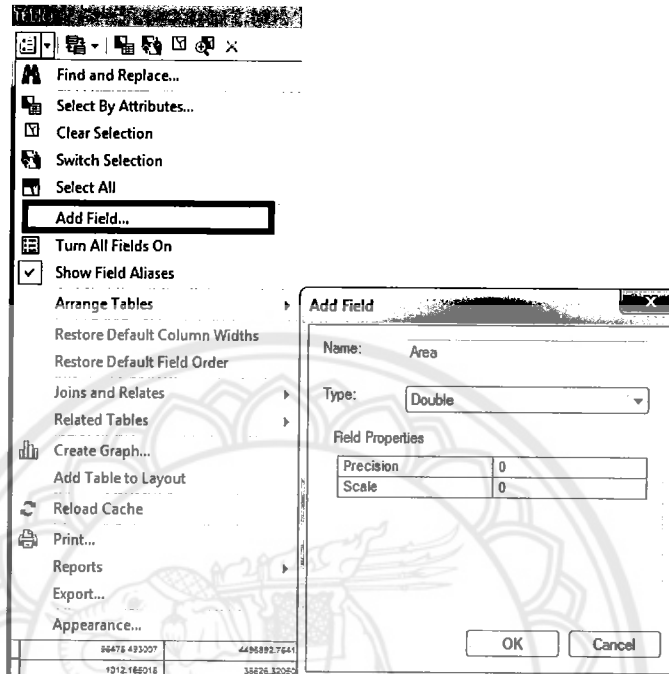 Find and Replace...
Select By Attributes...
Clear Selection
Switch Selection
Select All
Add Field...
Turn All Fields On
Show Field Aliases
Arrange Tables
Restore Default Column Widths
Restore Default Field Order
Joins and Relates
Related Tables
Create Graph...
Add Table to Layout
Reload Cache
Print...
Reports
Export...
Appearance...
Add Field
X
Name: Area
Type: Double
Field Properties
Precision 0
Scale 0
OK Cancel